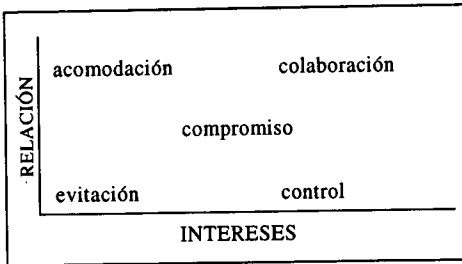 RELACIÓN
acomodación colaboración
compromiso
evitación control
INTERESES